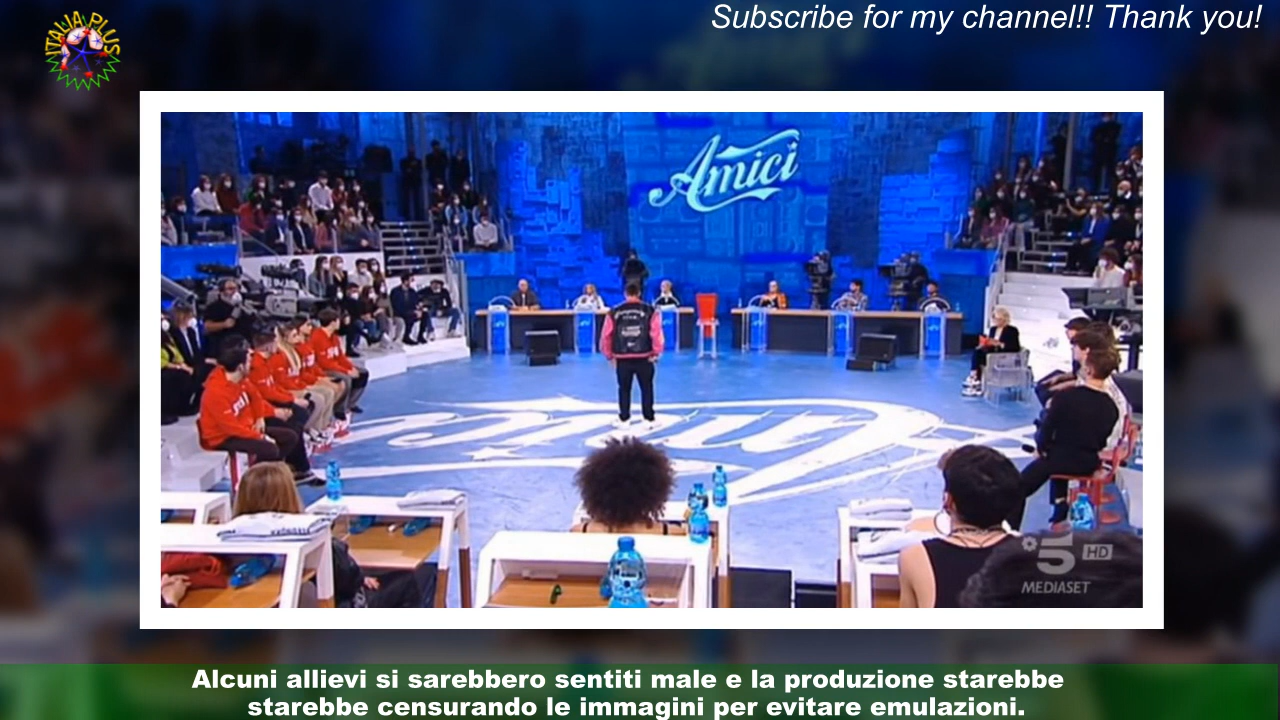 Subscribe for my channel!! Thank you!
ITALIA PLUS
Amici
5 HD
MEDIASET
Alcuni allievi si sarebbero sentiti male e la produzione starebbe
starebbe censurando le immagini per evitare emulazioni.